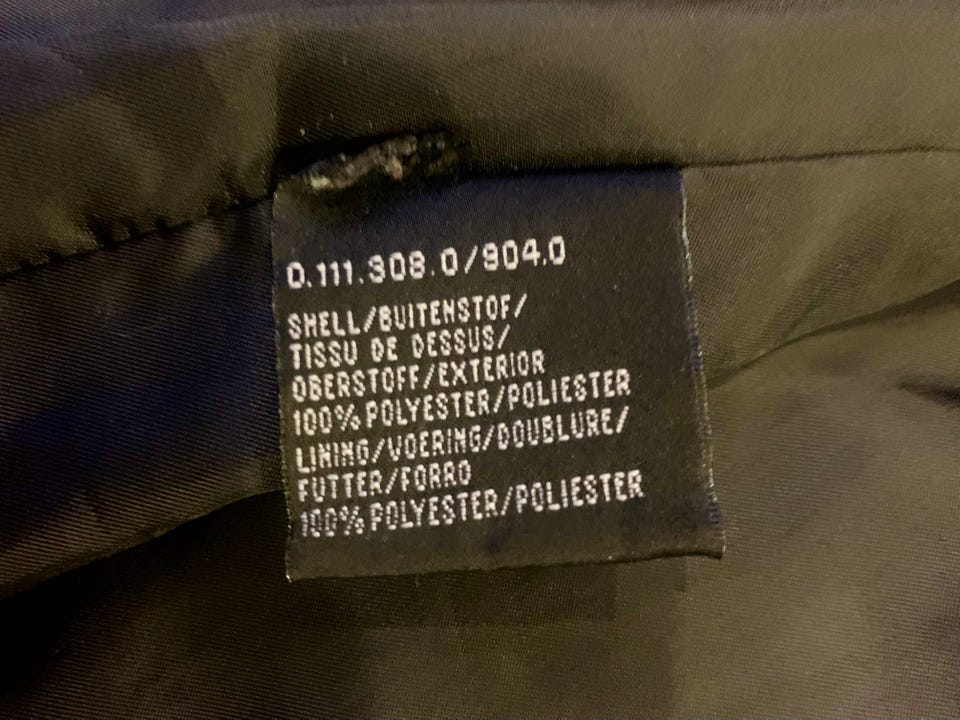 0.111.908.0/904.0
SHELL/BUITENSTOF/
TISSU DE DESSUS/
OBERSTOFF/EXTERIOR
100% POLYESTER/POLIESTER
LINING/VOERING/DOUBLURE/
FUTTER/FORRO
100% POLYESTER/POLIESTER